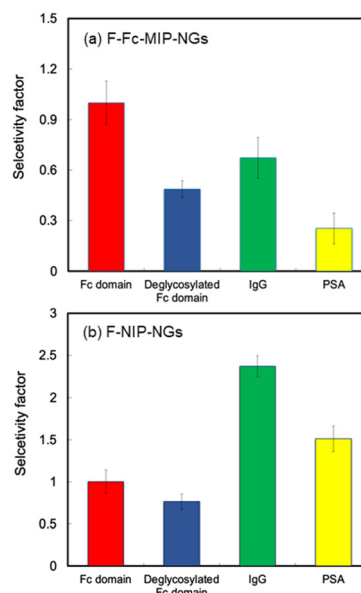 (a) F-Fc-MIP-NGs
Selcetivity factor
1.5
1.2
0.9
0.6
0.3
0
Fc domain
Deglycosylated
Fc domain
IgG
PSA
(b) F-NIP-NGs
Selcetivity factor
3
2.5
2
1.5
1
0.5
0
Fc domain
Deglycosylated
Fc domain
IgG
PSA